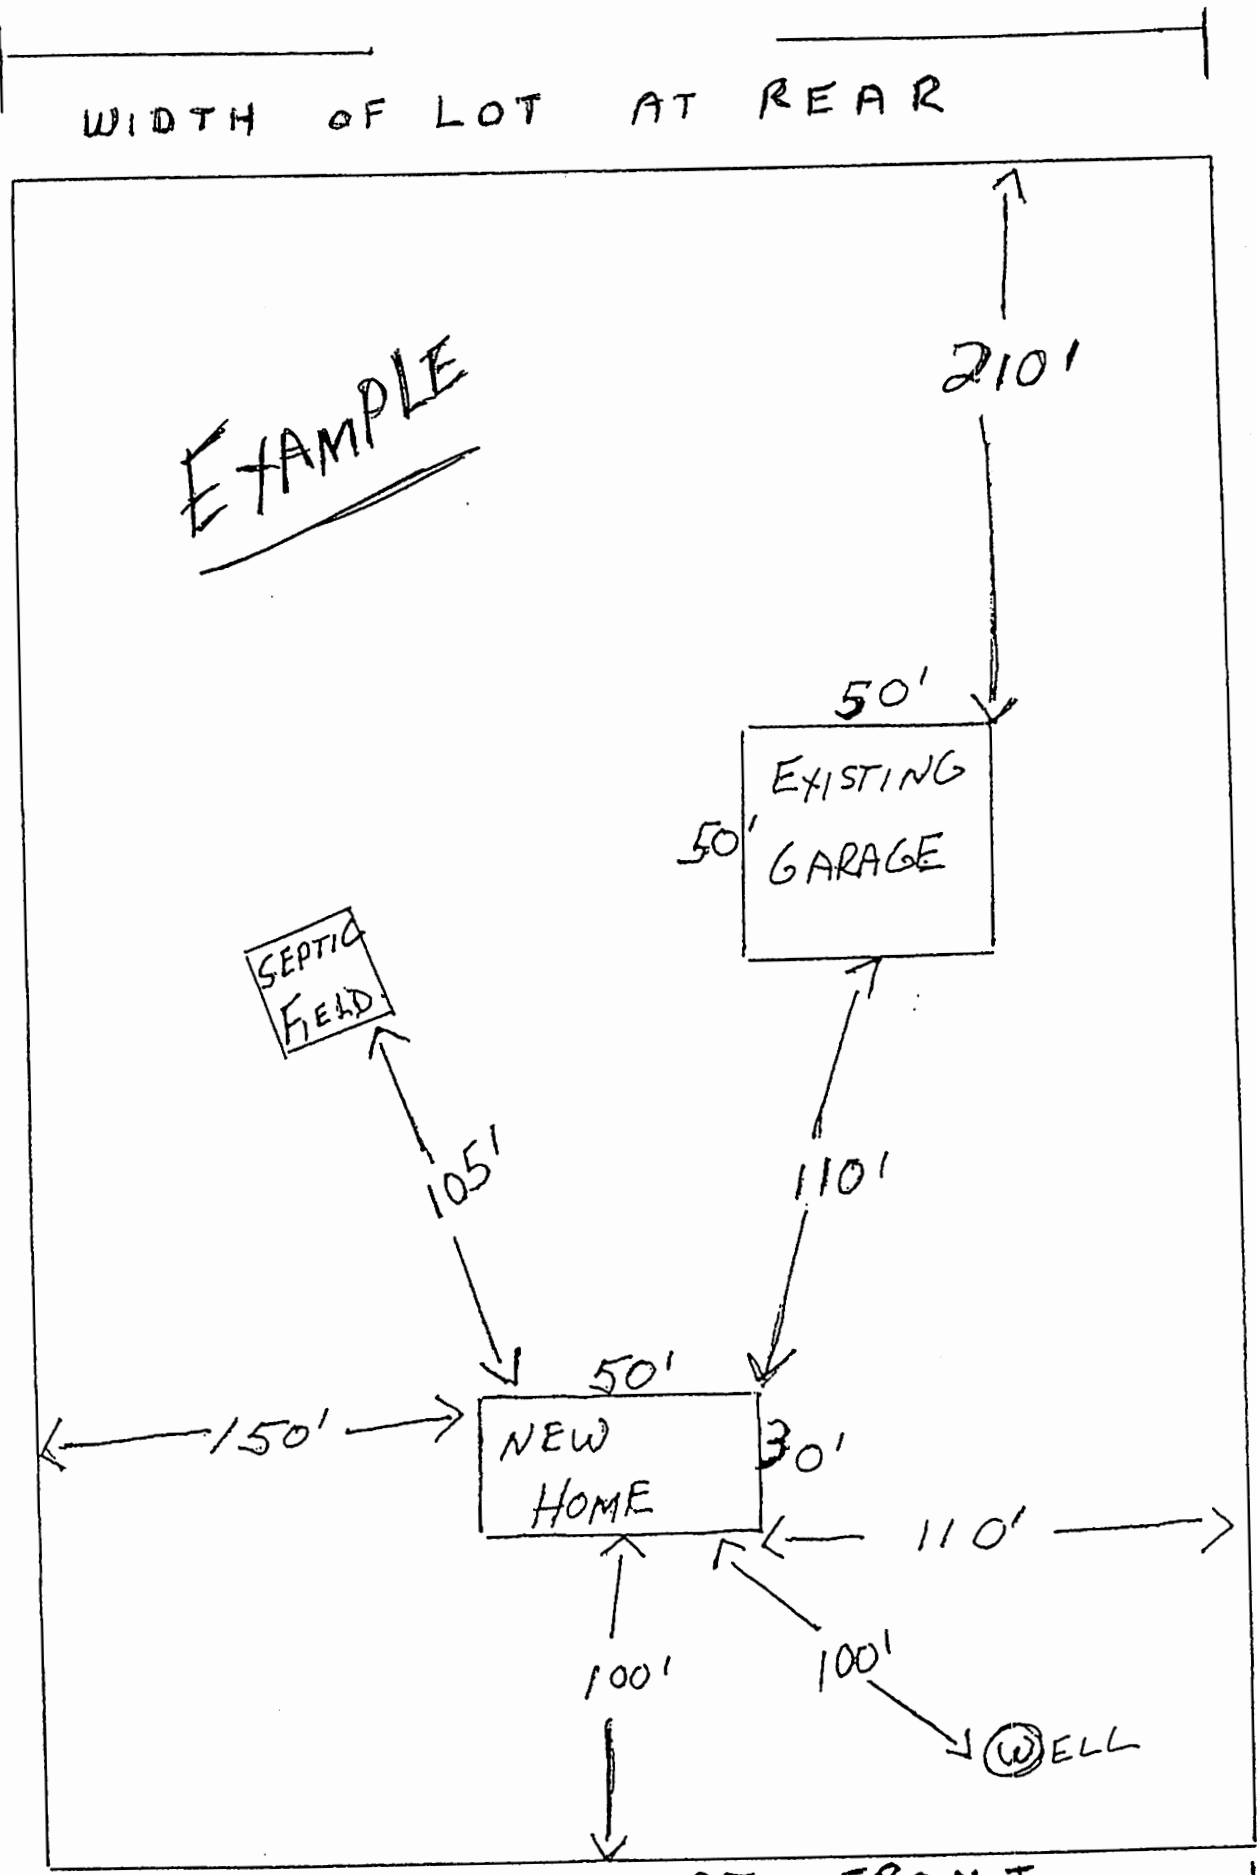 WIDTH OF LOT AT REAR
210'
EXAMPLE
50'
EXISTING
GARAGE
50'
SEPTIC
FIELD
105'
110'
50'
150'
NEW
HOME
30'
110'
100'
100'
WELL
FRONT